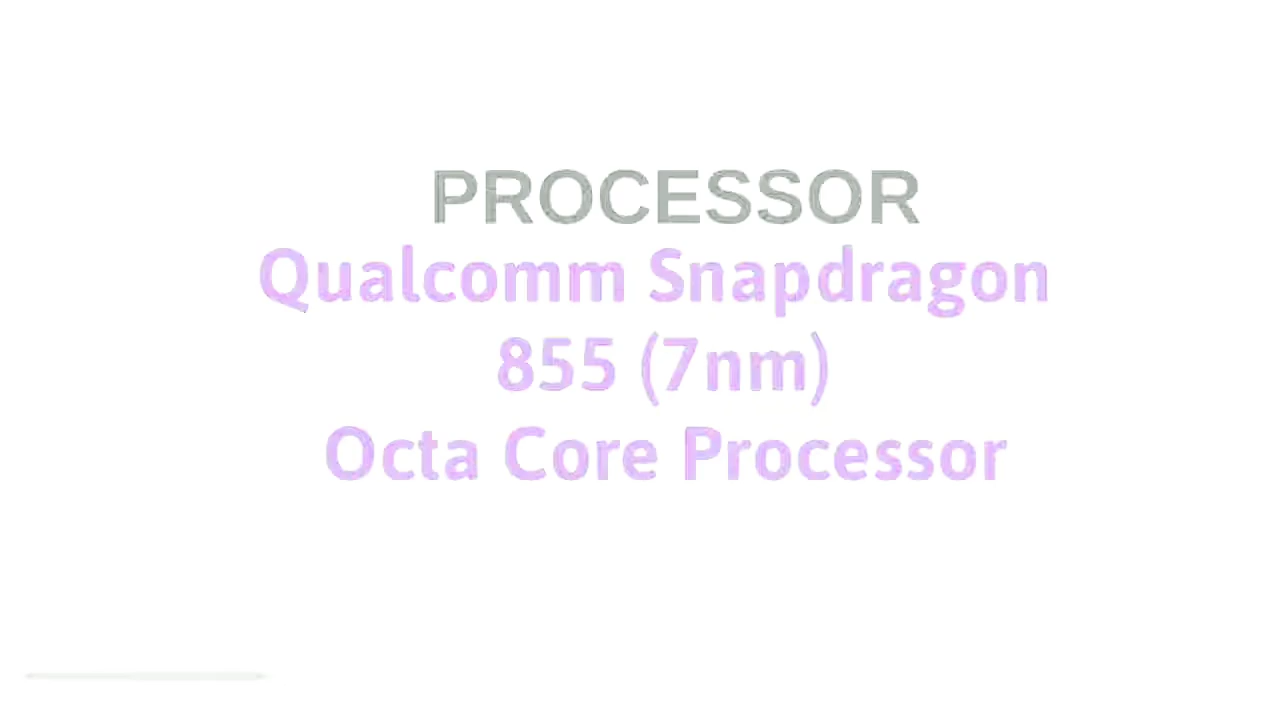 PROCESSOR
Qualcomm Snapdragon
855 (7nm)
Octa Core Processor